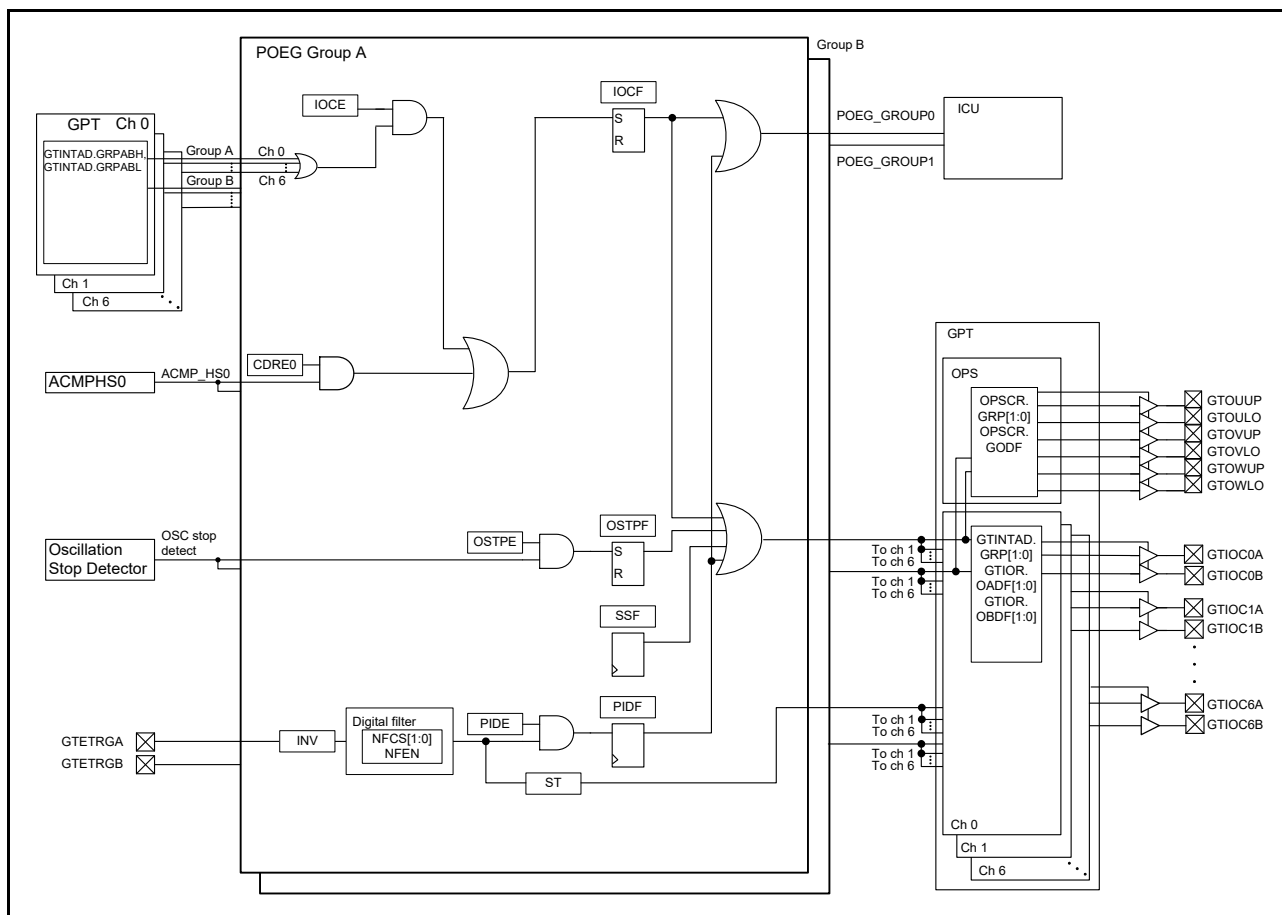 POEG Group A
Group B
IOCE
IOCF
POEG_GROUP0
ICU
POEG_GROUP1
GPT Ch 0
GTINTAD.GRPABH,
GTINTAD.GRPABL
Group A
Ch 0
Group B
Ch 6
Ch 1
Ch 6
S
R
CDRE0
ACMPHS0
ACMP_HS0
GPT
OPS
OPSCR.
GRP[1:0]
OPSCR.
GODF
GTOUUP
GTOULO
GTOVUP
GTOVLO
GTOWUP
GTOWLO
Oscillation
Stop Detector
OSC stop
detect
OSTPE
OSTPF
S
R
SSF
To ch 1
To ch 6
To ch 1
To ch 6
GTINTAD.
GRP[1:0]
GTIOR.
OADF[1:0]
GTIOR.
OBDF[1:0]
GTIOC0A
GTIOC0B
GTIOC1A
GTIOC1B
GTIOC6A
GTIOC6B
GTETRGA
GTETRGB
INV
Digital filter
NFCS[1:0]
NFEN
PIDE
PIDF
ST
To ch 1
To ch 6
To ch 1
To ch 6
Ch 0
Ch 1
Ch 6